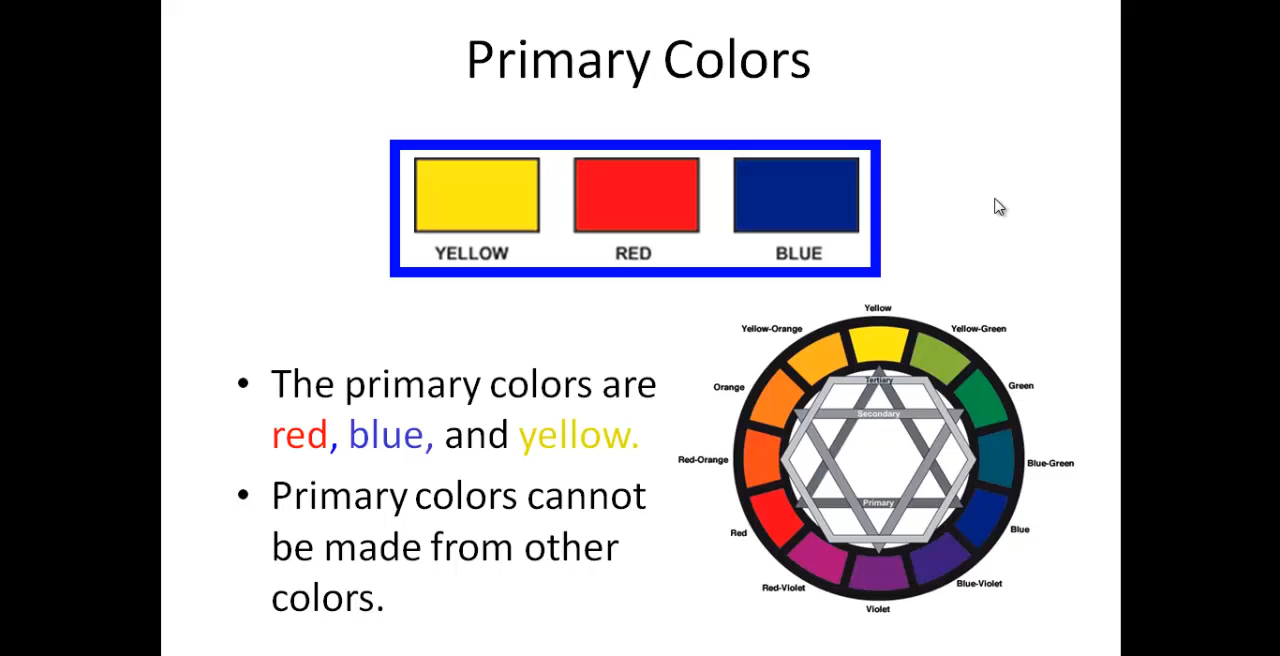 Primary Colors
YELLOW RED BLUE
• The primary colors are
red, blue, and yellow.
• Primary colors cannot
be made from other
colors.
Yellow
Yellow-Orange Yellow-Green
Orange Green
Red-Orange Blue-Green
Red Blue
Red-Violet Blue-Violet
Violet
Tertiary
Secondary
Primary